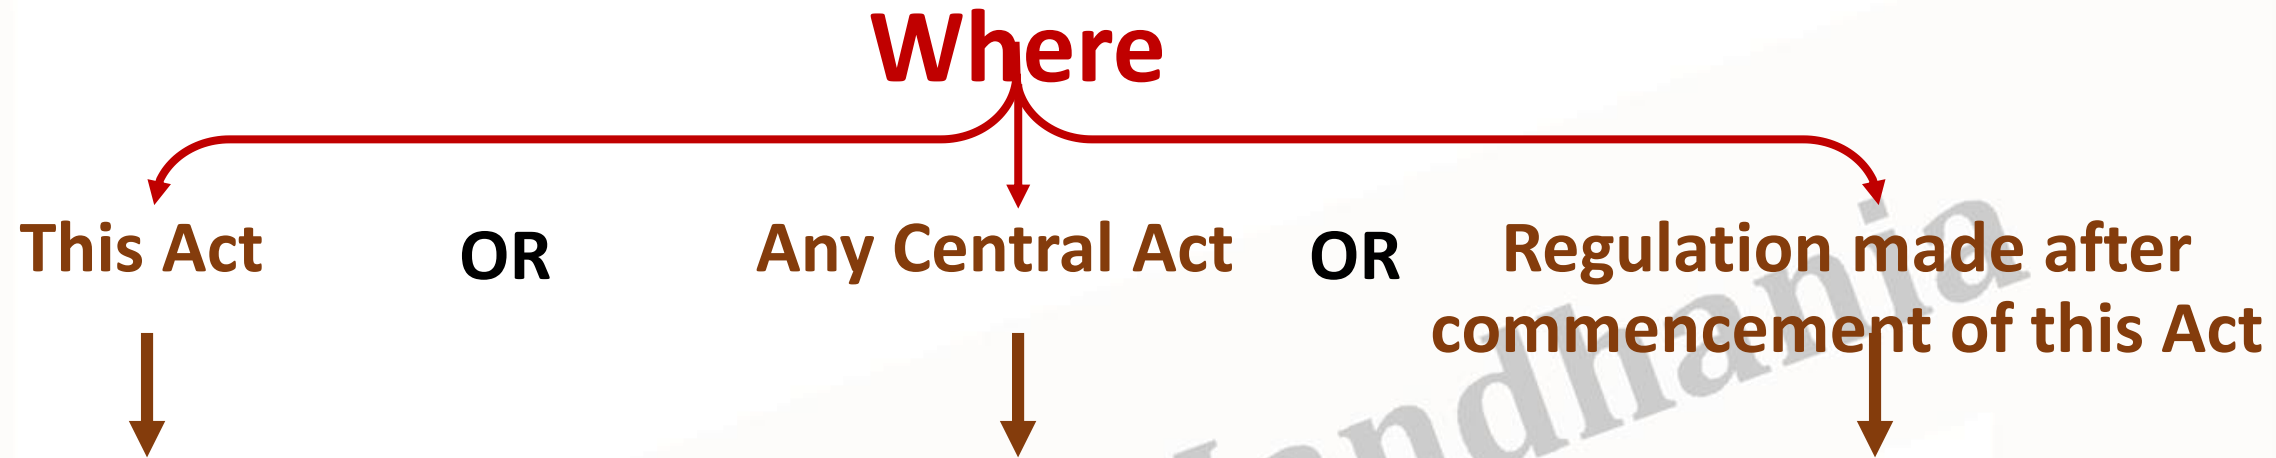 Where
This Act OR Any Central Act OR Regulation made after
commencement of this Act